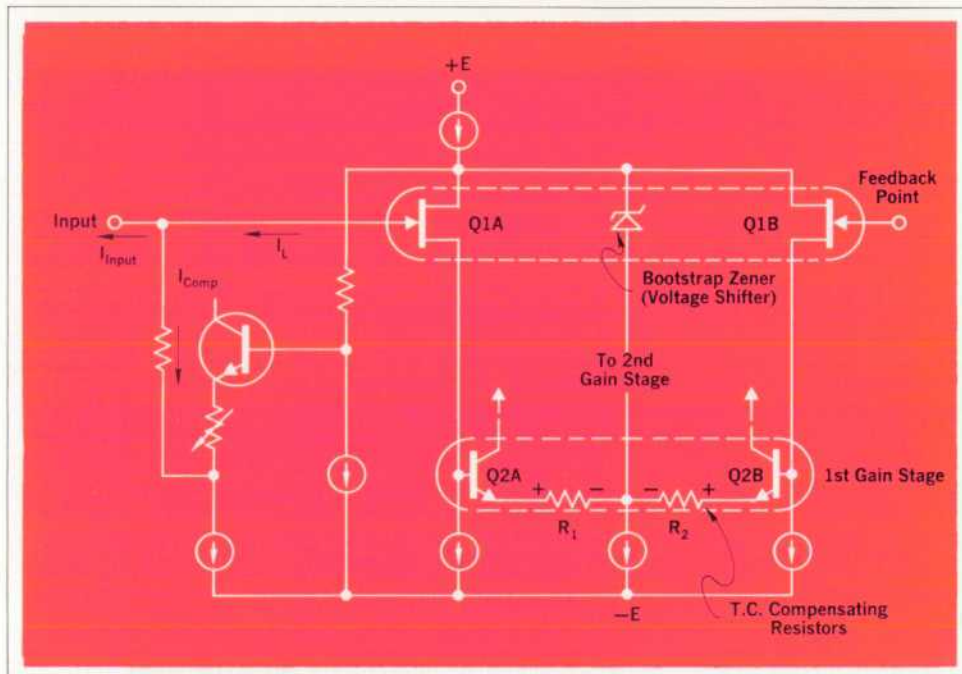 +E
Feedback
Point
Input
Q1A
Q1B
I_L
I_Input
Bootstrap Zener
(Voltage Shifter)
I_Comp
To 2nd
Gain Stage
Q2A
Q2B
1st Gain Stage
+ − − +
R₁ R₂
−E
T.C. Compensating
Resistors